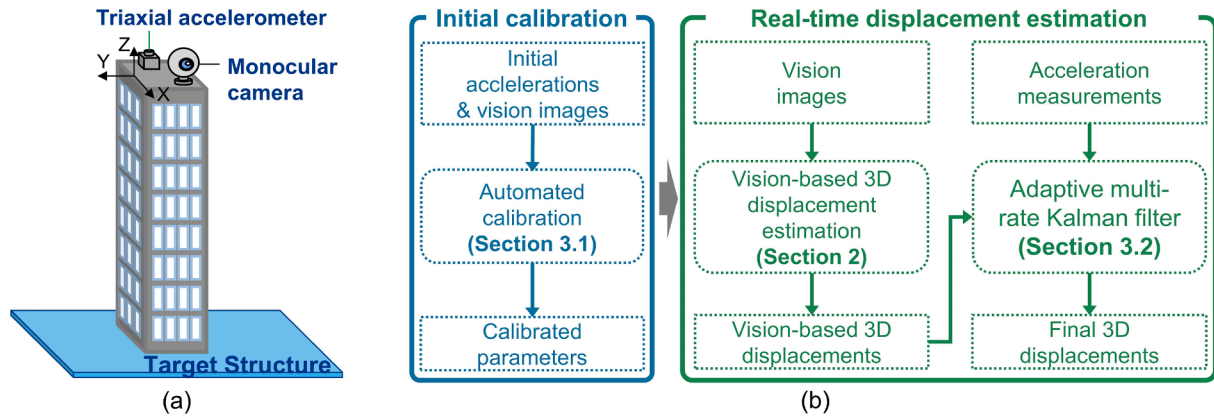 Triaxial accelerometer
Z
Y
X
Monocular
camera
Target Structure
(a)
Initial calibration
Initial
acclelerations
& vision images
Automated
calibration
(Section 3.1)
Calibrated
parameters
Real-time displacement estimation
Vision
images
Vision-based 3D
displacement
estimation
(Section 2)
Vision-based 3D
displacements
Acceleration
measurements
Adaptive multi-
rate Kalman filter
(Section 3.2)
Final 3D
displacements
(b)